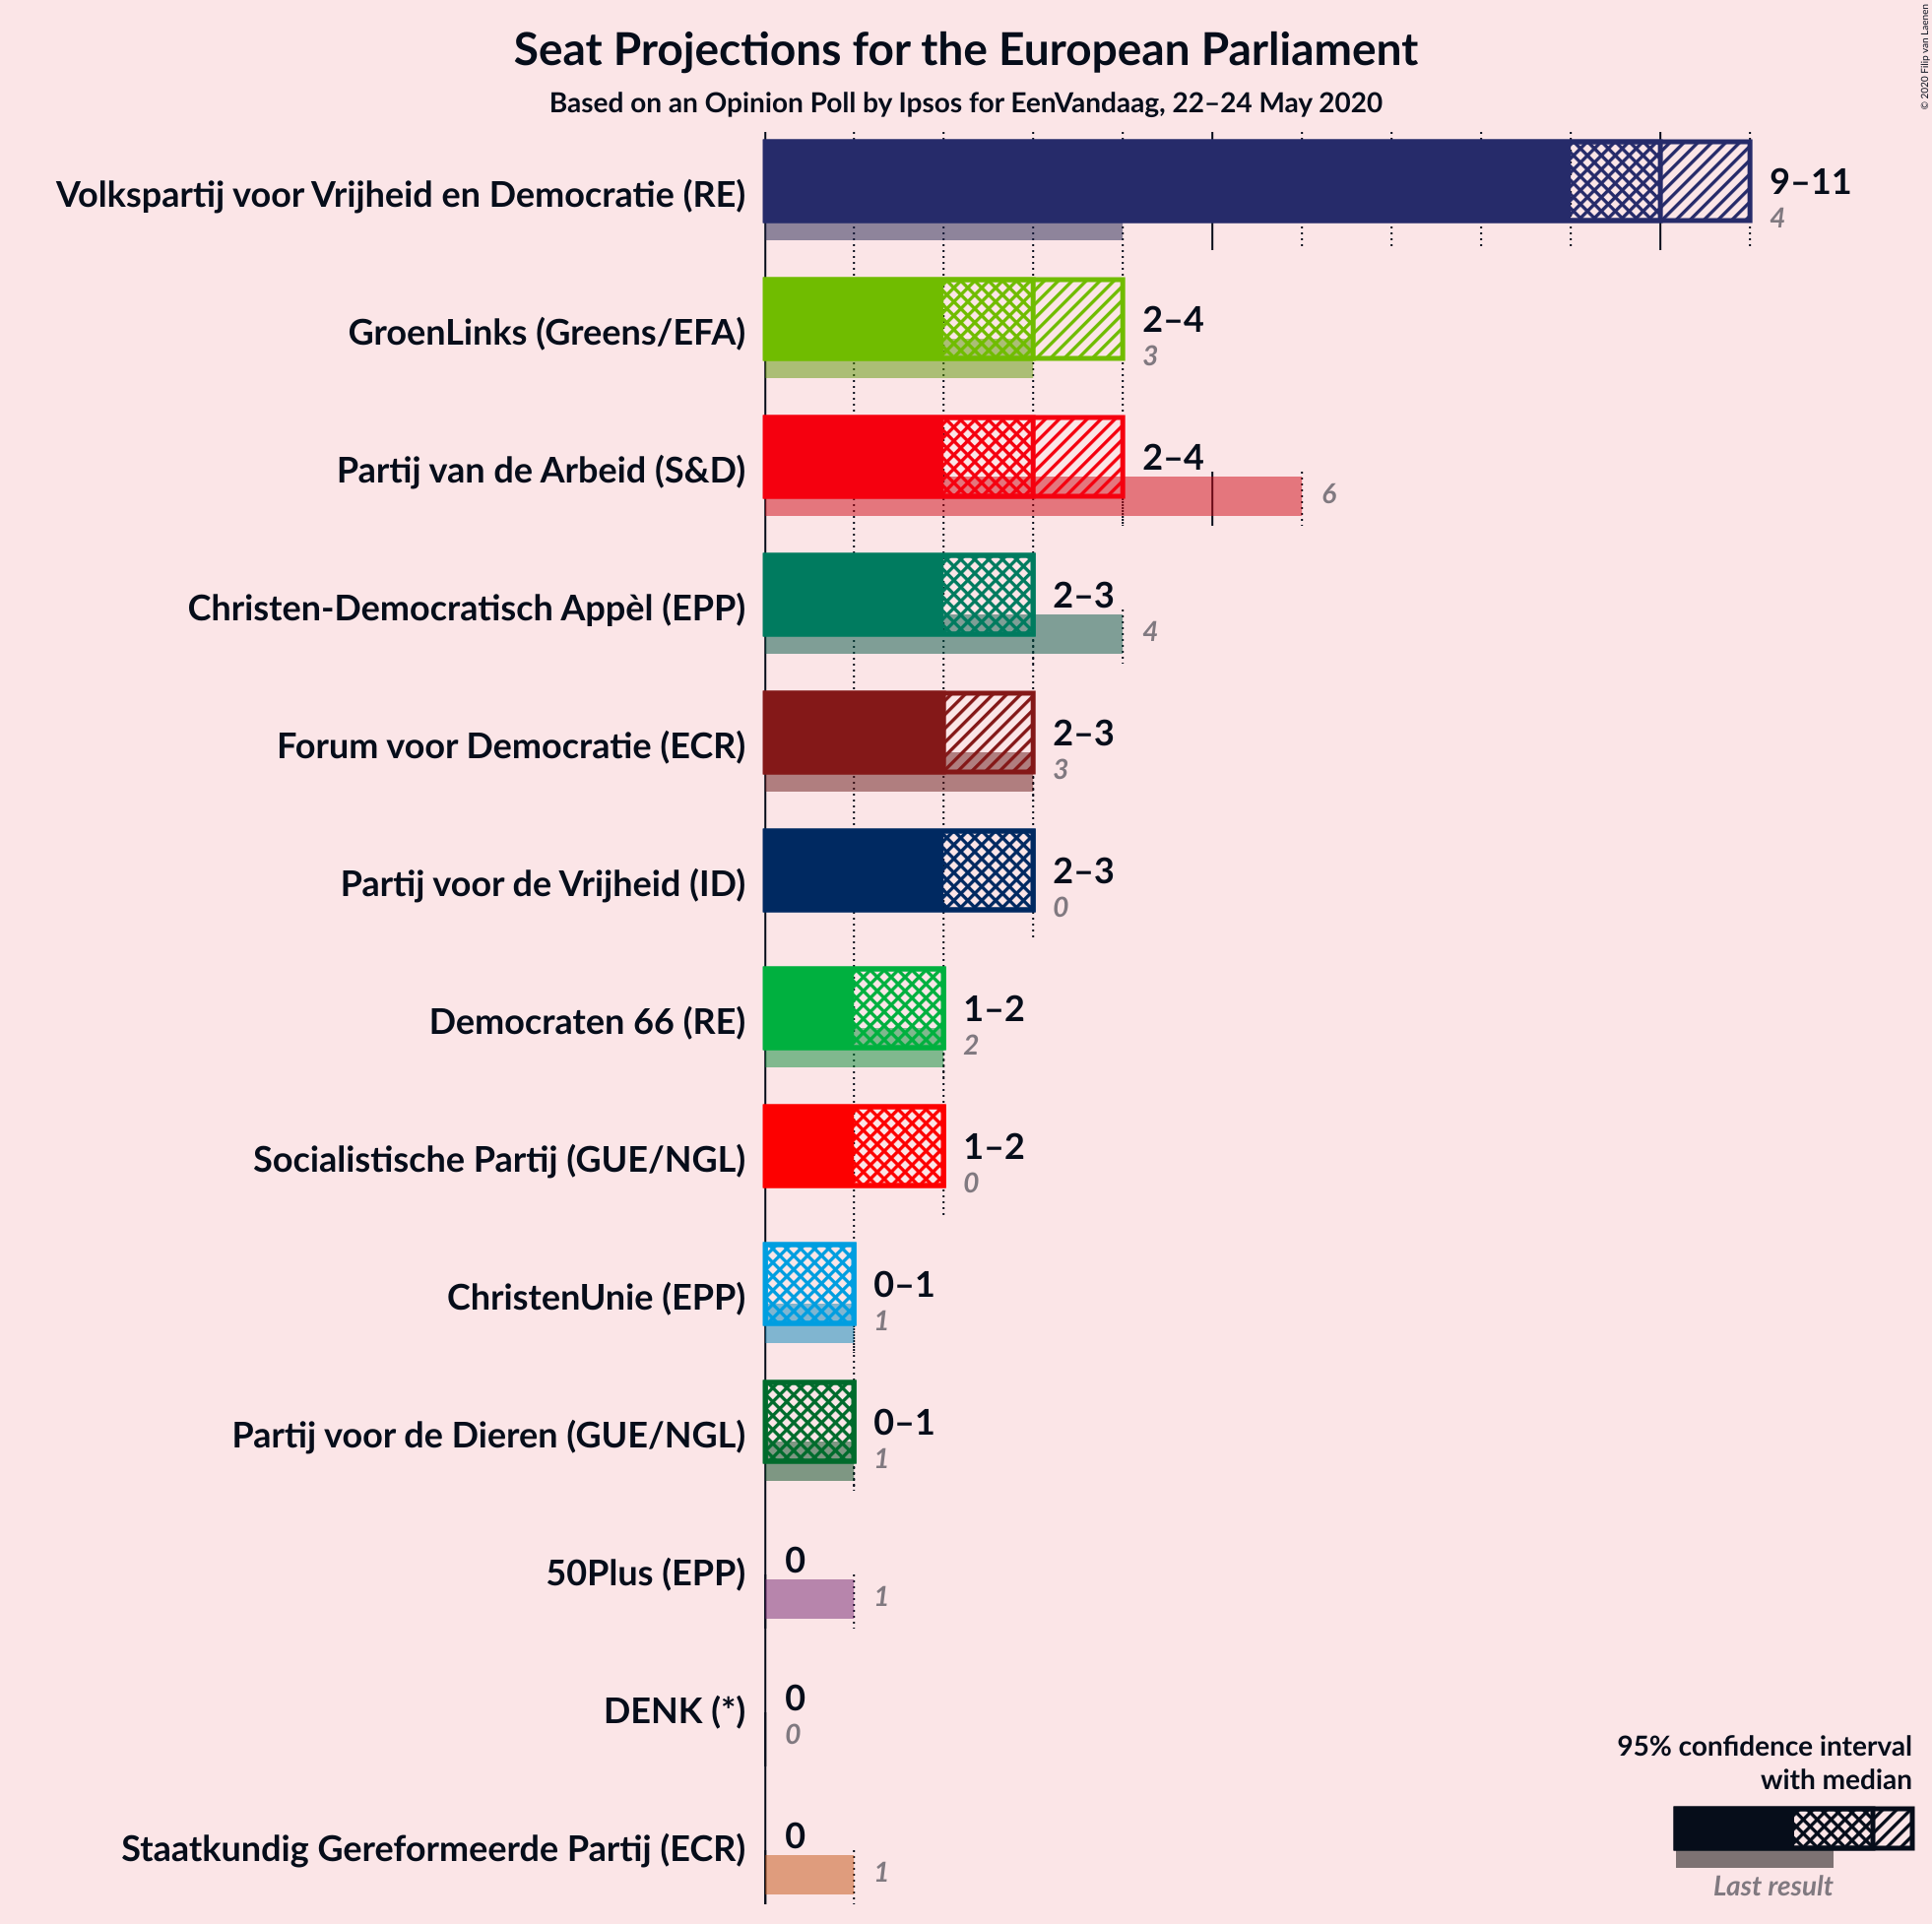 Seat Projections for the European Parliament
Based on an Opinion Poll by Ipsos for EenVandaag, 22–24 May 2020
© 2020 Filip van Laenen
Volkspartij voor Vrijheid en Democratie (RE)
9–11
4
GroenLinks (Greens/EFA)
2–4
3
Partij van de Arbeid (S&D)
2–4
6
Christen-Democratisch Appèl (EPP)
2–3
4
Forum voor Democratie (ECR)
2–3
3
Partij voor de Vrijheid (ID)
2–3
0
Democraten 66 (RE)
1–2
2
Socialistische Partij (GUE/NGL)
1–2
0
ChristenUnie (EPP)
0–1
1
Partij voor de Dieren (GUE/NGL)
0–1
1
50Plus (EPP)
0
1
DENK (*)
0
0
Staatkundig Gereformeerde Partij (ECR)
0
1
95% confidence interval
with median
Last result